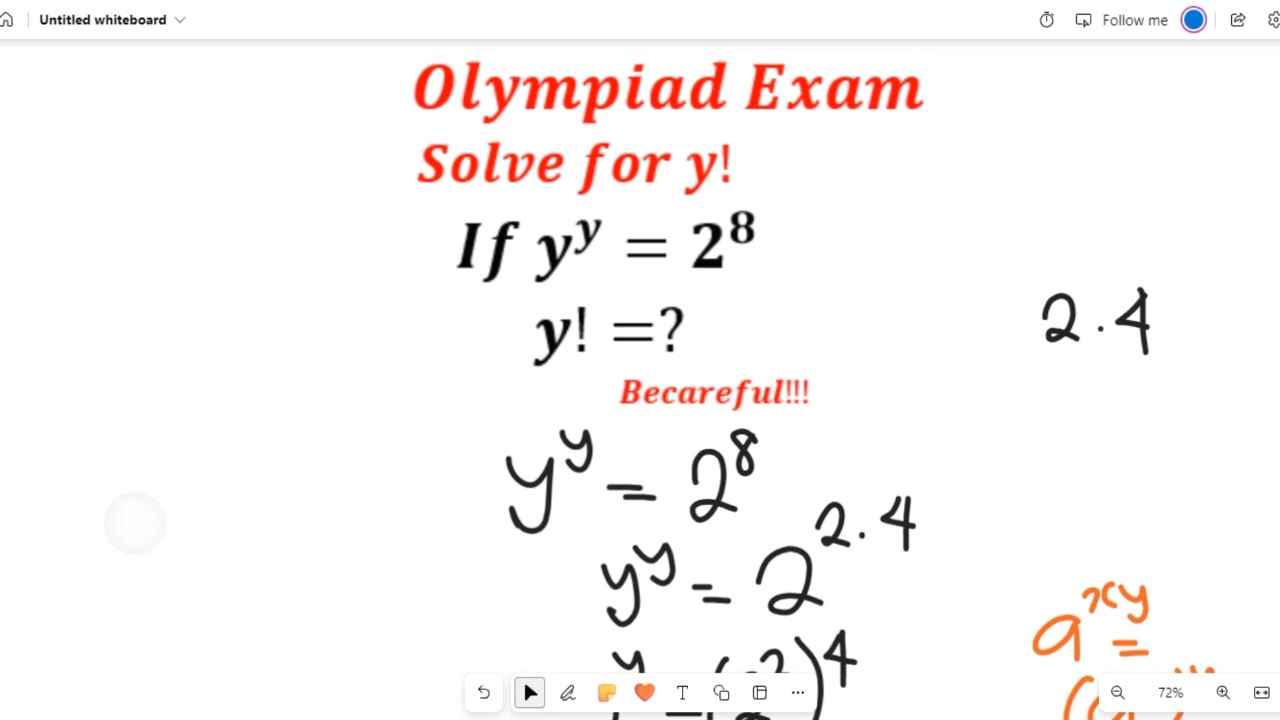 Untitled whiteboard
Follow me
Olympiad Exam
Solve for y!
If y^y = 2^8
y! =?
Becareful!!!
2.4
y^y = 2^8
y^y = 2^2.4
a^xy =
72%